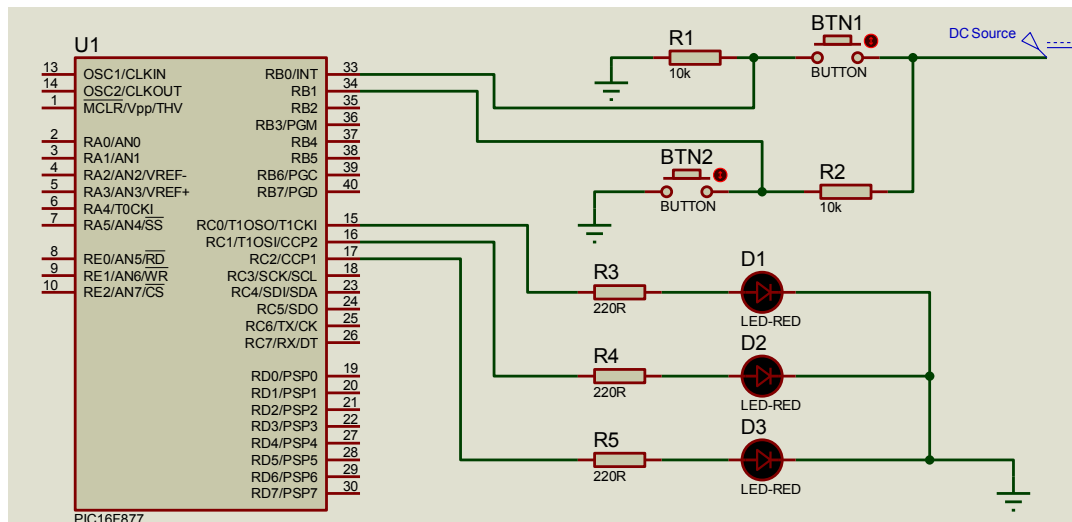 U1
13 OSC1/CLKIN
14 OSC2/CLKOUT
1 MCLR/Vpp/THV
2 RA0/AN0
3 RA1/AN1
4 RA2/AN2/VREF-
5 RA3/AN3/VREF+
6 RA4/T0CKI
7 RA5/AN4/SS
8 RE0/AN5/RD
9 RE1/AN6/WR
10 RE2/AN7/CS
RB0/INT 33
RB1 34
RB2 35
RB3/PGM 36
RB4 37
RB5 38
RB6/PGC 39
RB7/PGD 40
RC0/T1OSO/T1CKI 15
RC1/T1OSI/CCP2 16
RC2/CCP1 17
RC3/SCK/SCL 18
RC4/SDI/SDA 23
RC5/SDO 24
RC6/TX/CK 25
RC7/RX/DT 26
RD0/PSP0 19
RD1/PSP1 20
RD2/PSP2 21
RD3/PSP3 22
RD4/PSP4 27
RD5/PSP5 28
RD6/PSP6 29
RD7/PSP7 30
PIC16F877
R1
10k
BTN1
BUTTON
DC Source
BTN2
BUTTON
R2
10k
R3
220R
D1
LED-RED
R4
220R
D2
LED-RED
R5
220R
D3
LED-RED